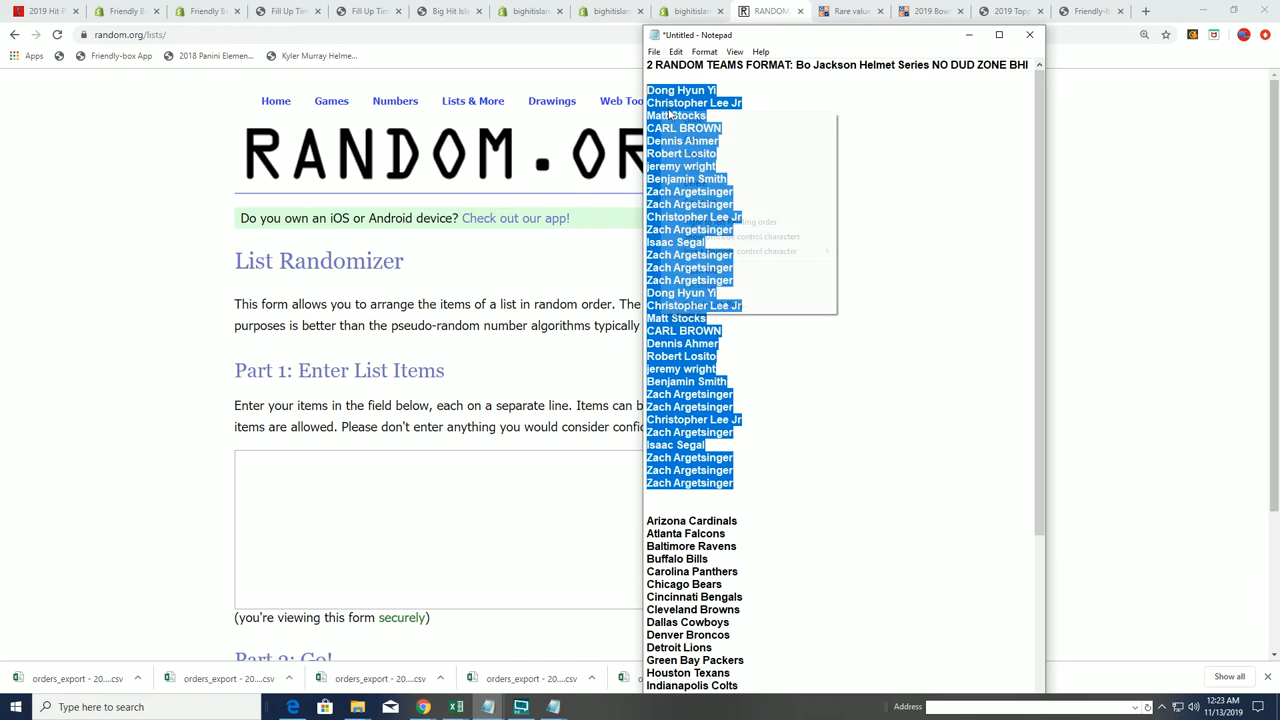 2019 Hit P
Friendly B
Friendly B
Fill Up Tim
Fill Up Tim
Big Hit Isl
bighitislan
bighitislan
bighitislan
RANDOM.
Rare value
2019 Bow
2019 Topp
Friendly-b
random.org/lists/
Apps
Friendly-box App
2018 Panini Elemen...
Kyler Murray Helme...
*Untitled - Notepad
File Edit Format View Help
2 RANDOM TEAMS FORMAT: Bo Jackson Helmet Series NO DUD ZONE BHI
Dong Hyun Yi
Christopher Lee Jr
Matt Stocks
CARL BROWN
Dennis Ahmer
Robert Losito
jeremy wright
Benjamin Smith
Zach Argetsinger
Zach Argetsinger
Christopher Lee Jr
Zach Argetsinger
Isaac Segal
Zach Argetsinger
Zach Argetsinger
Zach Argetsinger
Dong Hyun Yi
Christopher Lee Jr
Matt Stocks
CARL BROWN
Dennis Ahmer
Robert Losito
jeremy wright
Benjamin Smith
Zach Argetsinger
Zach Argetsinger
Christopher Lee Jr
Zach Argetsinger
Isaac Segal
Zach Argetsinger
Zach Argetsinger
Zach Argetsinger
Arizona Cardinals
Atlanta Falcons
Baltimore Ravens
Buffalo Bills
Carolina Panthers
Chicago Bears
Cincinnati Bengals
Cleveland Browns
Dallas Cowboys
Denver Broncos
Detroit Lions
Green Bay Packers
Houston Texans
Indianapolis Colts
order
control characters
control character
Home Games Numbers Lists & More Drawings Web Too
RANDOM.OR
Do you own an iOS or Android device? Check out our app!
List Randomizer
This form allows you to arrange the items of a list in random order. The
purposes is better than the pseudo-random number algorithms typically
Part 1: Enter List Items
Enter your items in the field below, each on a separate line. Items can b
items are allowed. Please don't enter anything you would consider confi
(you're viewing this form securely)
Part 2: Go!
orders_export - 20....csv
orders_export - 20....csv
orders_export - 20....csv
orders_export - 20....csv
Show all
Type here to search
Address
12:23 AM
11/13/2019